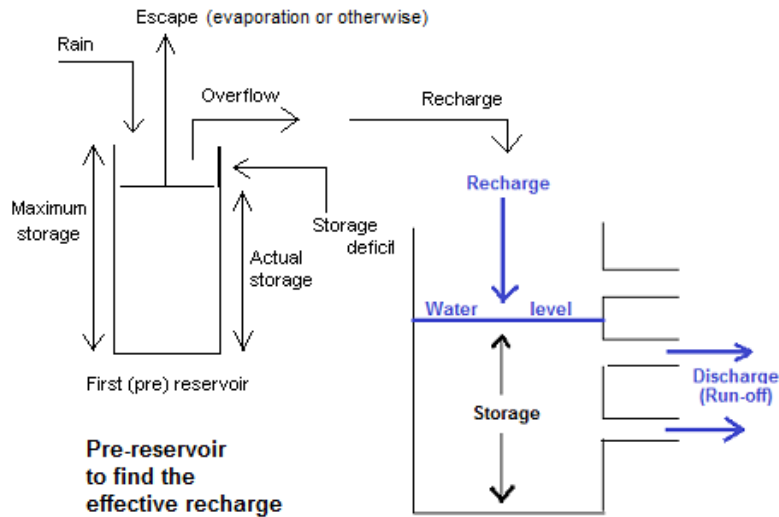 Escape (evaporation or otherwise)
Rain
Overflow
Recharge
Recharge
Maximum
storage
Storage
deficit
Actual
storage
Water level
Discharge
(Run-off)
Storage
First (pre) reservoir
Pre-reservoir
to find the
effective recharge